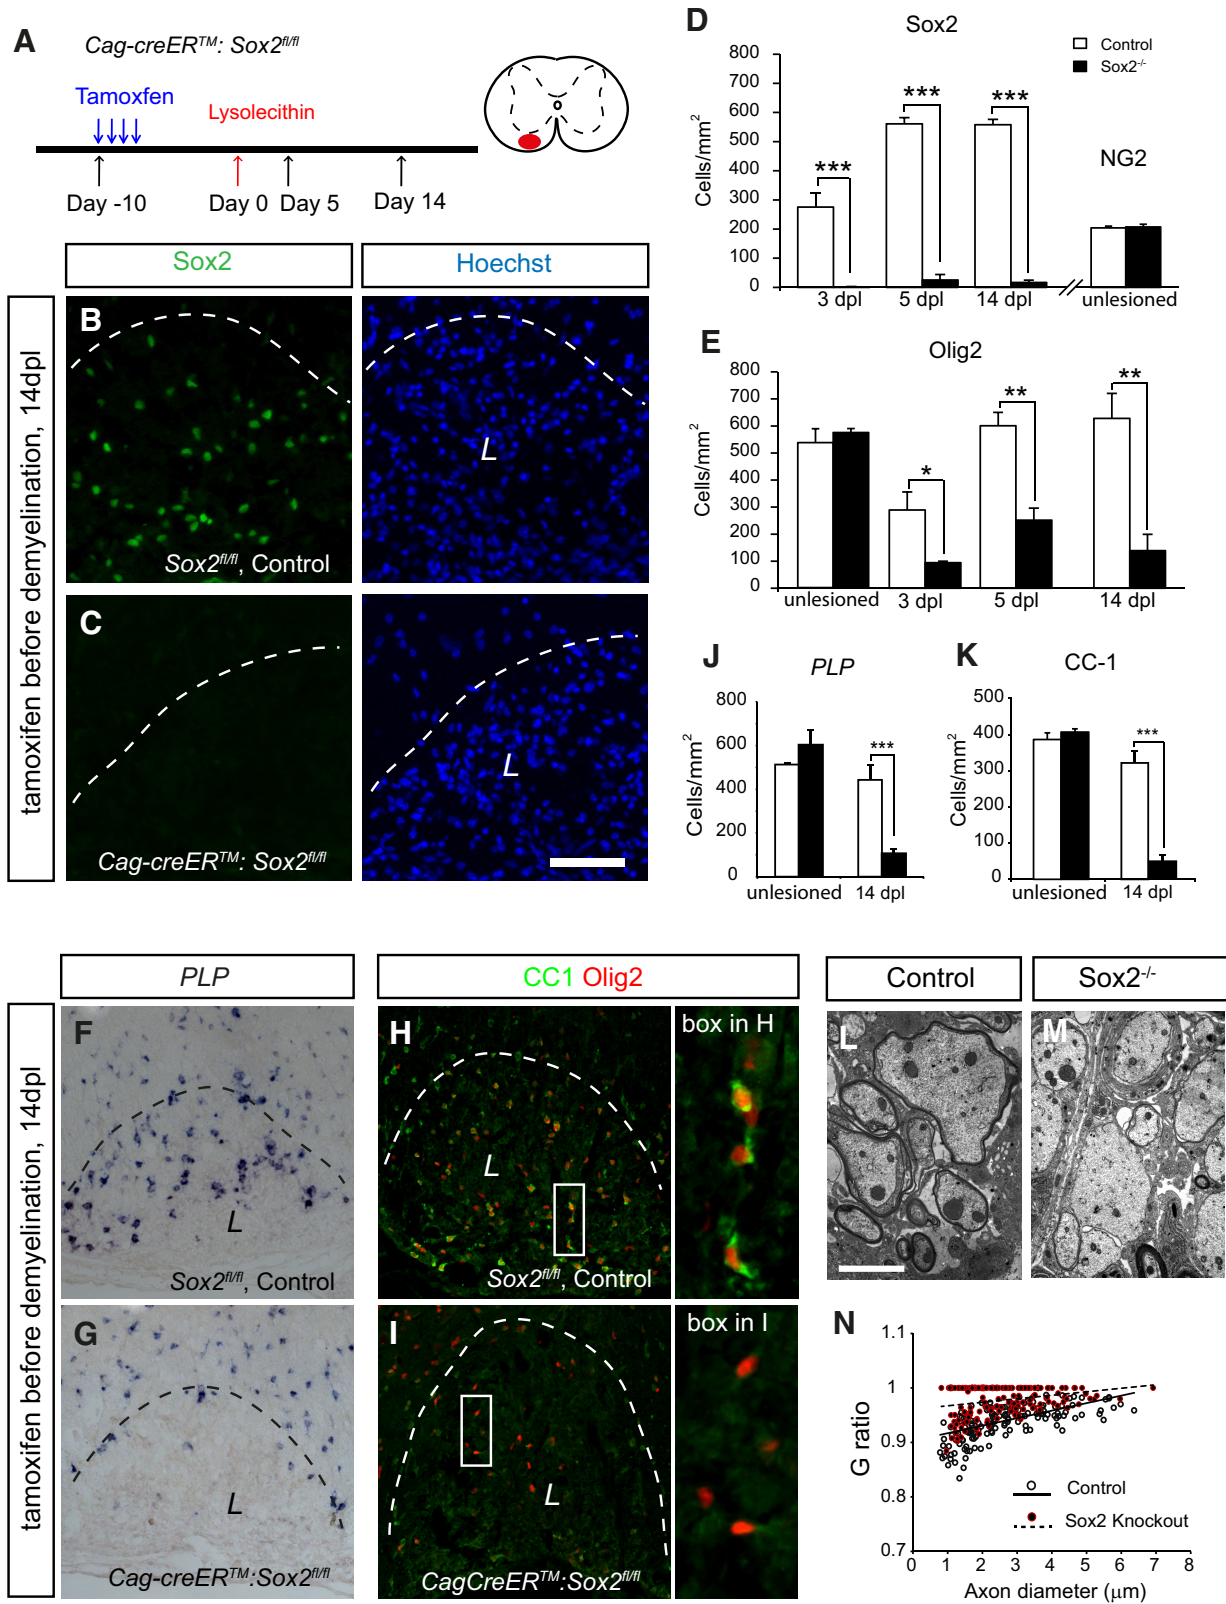 A
Cag-creER™: Sox2fl/fl
Tamoxfen
Lysolecithin
Day -10
Day 0
Day 5
Day 14
Sox2
Hoechst
tamoxifen before demyelination, 14dpl
B
Sox2fl/fl, Control
L
C
Cag-creER™: Sox2fl/fl
L
D
Sox2
Control
Sox2-/-
NG2
Cells/mm2
800
700
600
500
400
300
200
100
0
***
***
***
3 dpl
5 dpl
14 dpl
unlesioned
E
Olig2
Cells/mm2
800
700
600
500
400
300
200
100
0
*
**
**
unlesioned
3 dpl
5 dpl
14 dpl
J
PLP
Cells/mm2
800
600
400
200
0
***
unlesioned
14 dpl
K
CC-1
Cells/mm2
500
400
300
200
100
0
***
unlesioned
14 dpl
PLP
CC1 Olig2
tamoxifen before demyelination, 14dpl
F
L
Sox2fl/fl, Control
G
L
Cag-creER™:Sox2fl/fl
H
L
Sox2fl/fl, Control
box in H
I
L
CagCreER™:Sox2fl/fl
box in I
Control
Sox2-/-
L
M
N
G ratio
1.1
1
0.9
0.8
0.7
Control
Sox2 Knockout
0
1
2
3
4
5
6
7
8
Axon diameter (μm)